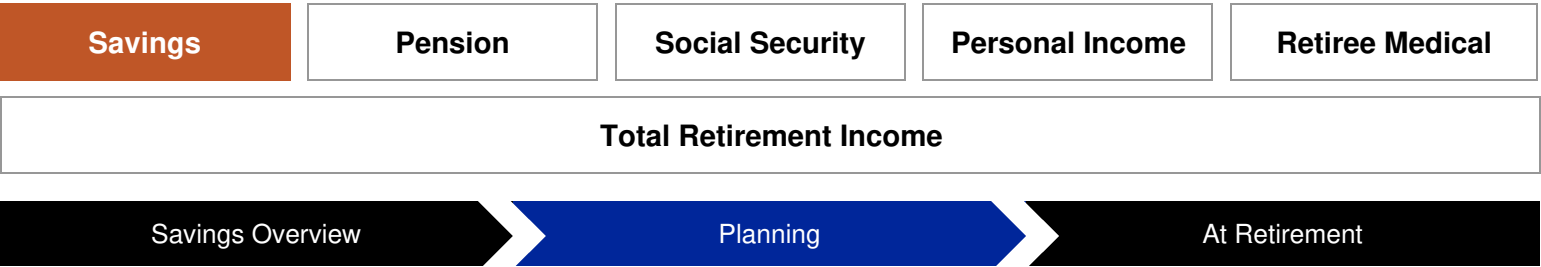 Savings
Pension
Social Security
Personal Income
Retiree Medical
Total Retirement Income
Savings Overview
Planning
At Retirement